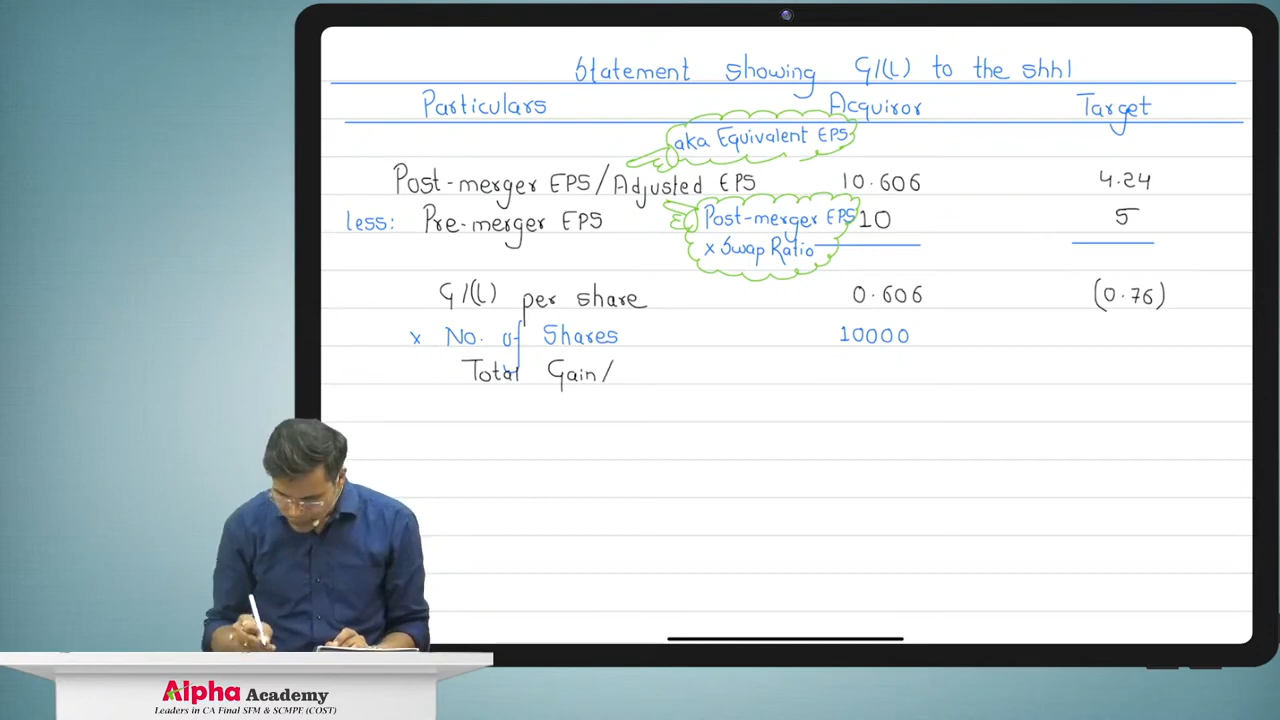 Statement showing G/(L) to the shhl
Particulars Acquiror Target
aka Equivalent EPS
Post-merger EPS/Adjusted EPS 10.606 4.24
less: Pre-merger EPS 10 5
Post-merger EPS
x Swap Ratio
G/(L) per share 0.606 (0.76)
x No. of Shares 10000
Total Gain/
Alpha Academy
Leaders in CA Final SFM & SCMPE (COST)